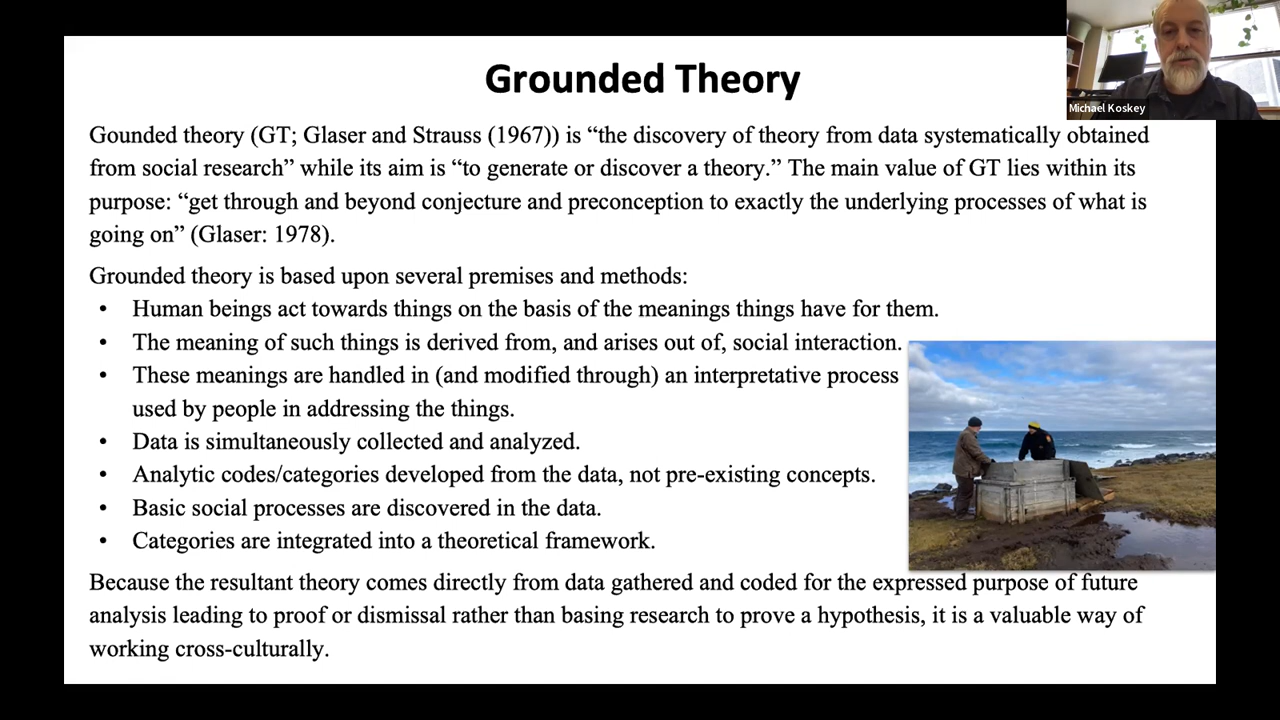 Grounded Theory
Michael Koskey
Gounded theory (GT; Glaser and Strauss (1967)) is “the discovery of theory from data systematically obtained
from social research” while its aim is “to generate or discover a theory.” The main value of GT lies within its
purpose: “get through and beyond conjecture and preconception to exactly the underlying processes of what is
going on” (Glaser: 1978).
Grounded theory is based upon several premises and methods:
• Human beings act towards things on the basis of the meanings things have for them.
• The meaning of such things is derived from, and arises out of, social interaction.
• These meanings are handled in (and modified through) an interpretative process
used by people in addressing the things.
• Data is simultaneously collected and analyzed.
• Analytic codes/categories developed from the data, not pre-existing concepts.
• Basic social processes are discovered in the data.
• Categories are integrated into a theoretical framework.
Because the resultant theory comes directly from data gathered and coded for the expressed purpose of future
analysis leading to proof or dismissal rather than basing research to prove a hypothesis, it is a valuable way of
working cross-culturally.